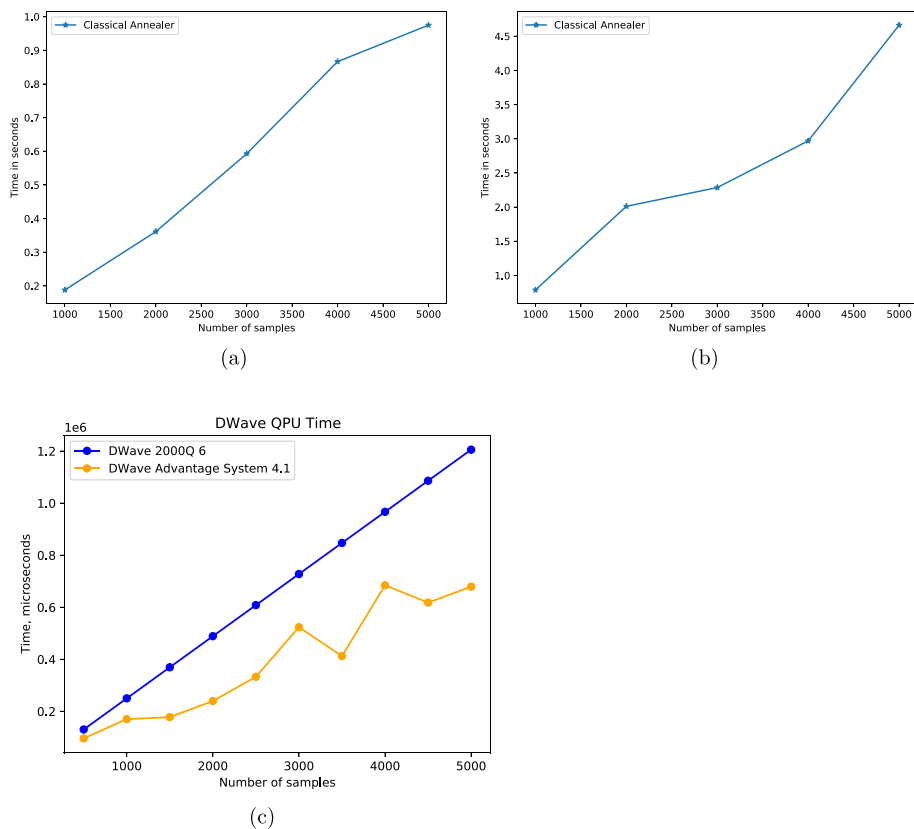 1.0
0.9
0.8
0.7
0.6
0.5
0.4
0.3
0.2
Time in seconds
Classical Annealer
1000 1500 2000 2500 3000 3500 4000 4500 5000
Number of samples
(a)
4.5
4.0
3.5
3.0
2.5
2.0
1.5
1.0
Time in seconds
Classical Annealer
1000 1500 2000 2500 3000 3500 4000 4500 5000
Number of samples
(b)
DWave QPU Time
1e6
1.2
1.0
0.8
0.6
0.4
0.2
Time, microseconds
DWave 2000Q 6
DWave Advantage System 4.1
1000 2000 3000 4000 5000
Number of samples
(c)